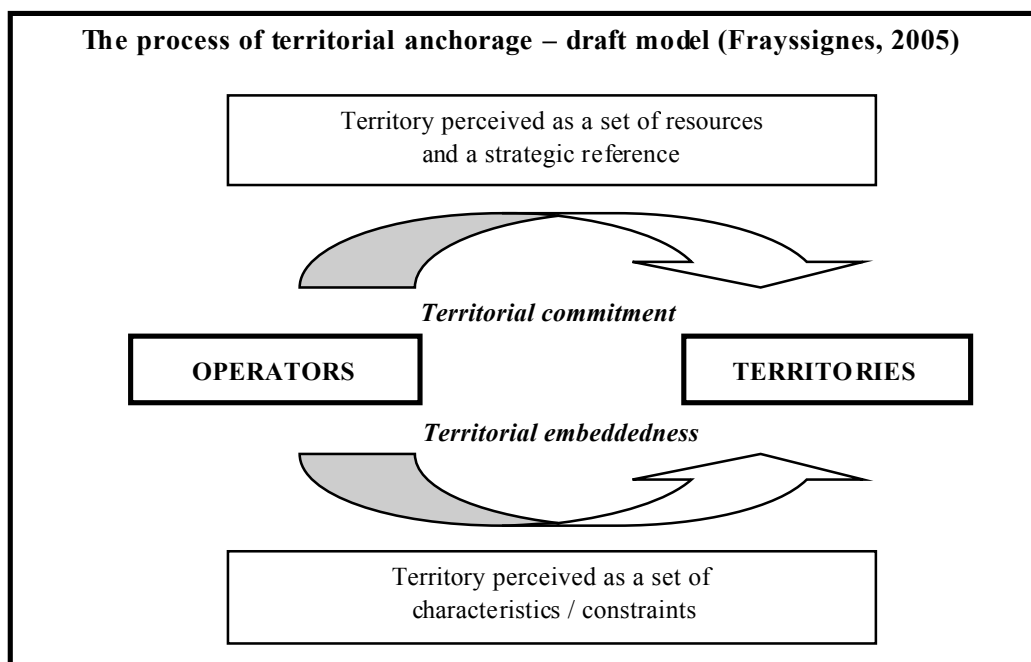 The process of territorial anchorage – draft model (Frayssignes, 2005)
Territory perceived as a set of resources
and a strategic reference
Territorial commitment
OPERATORS
TERRITORIES
Territorial embeddedness
Territory perceived as a set of
characteristics / constraints